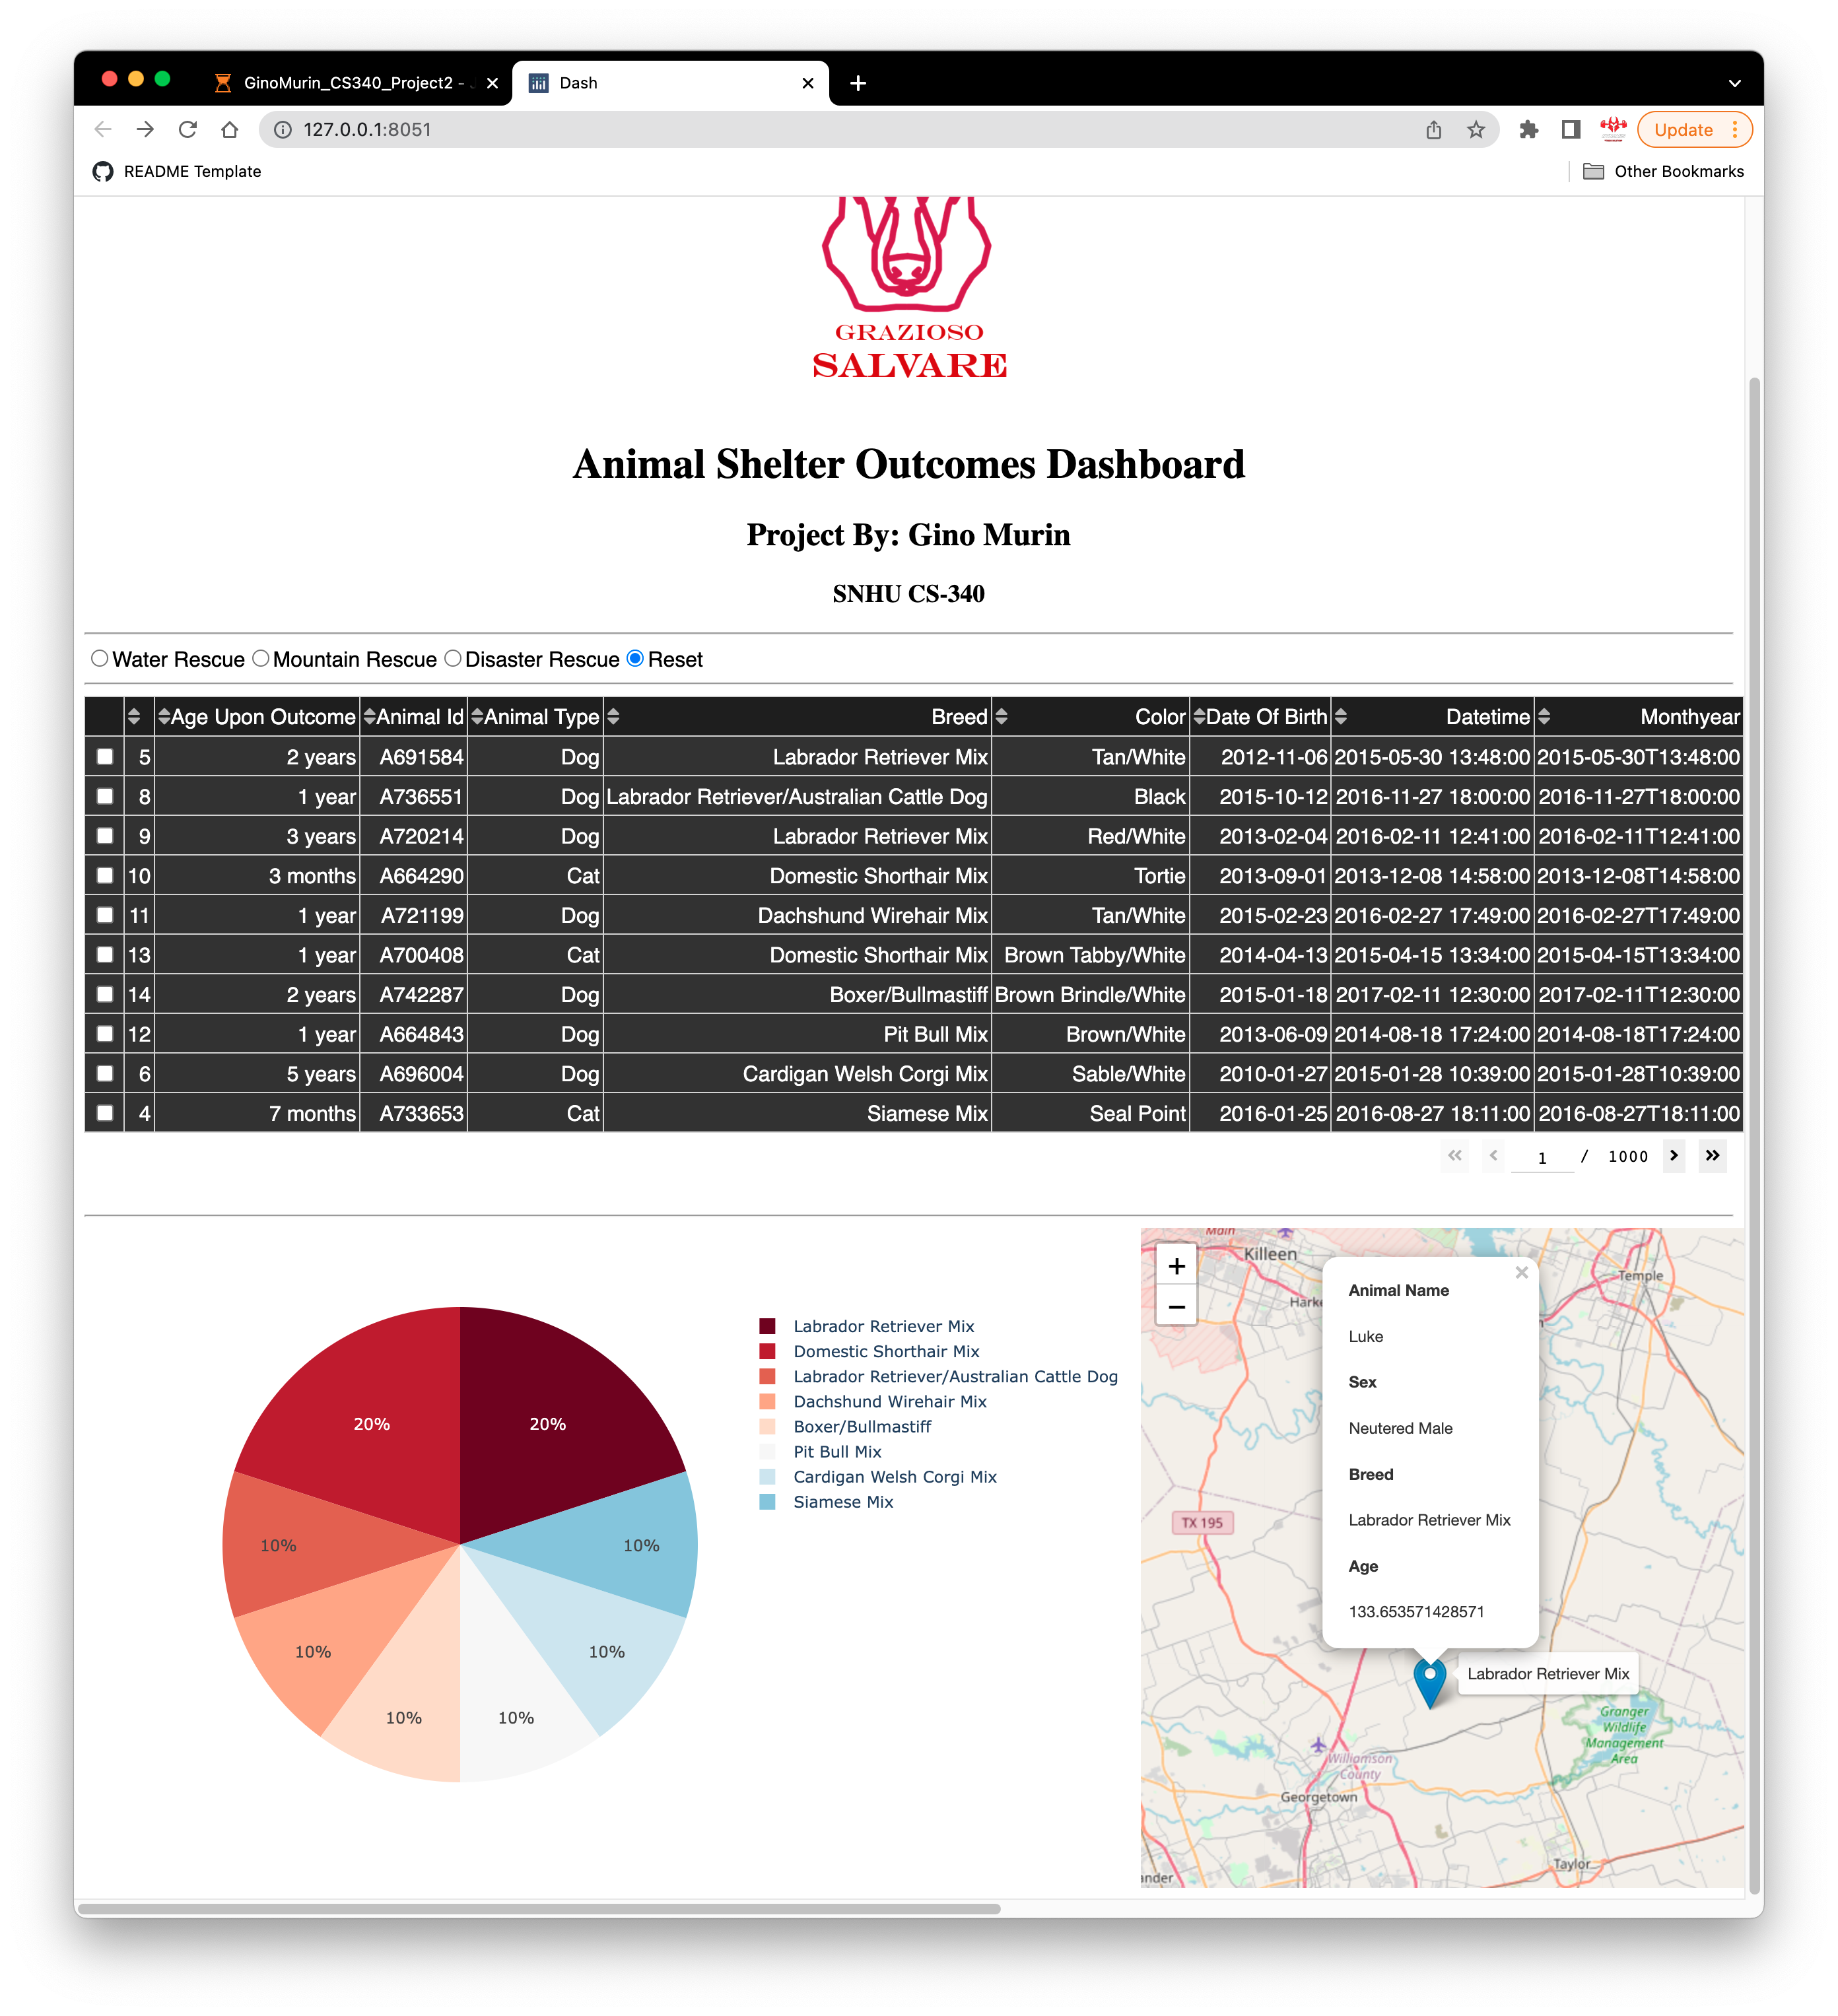 GinoMurin_CS340_Project2 -
Dash
127.0.0.1:8051
Update
README Template
Other Bookmarks
GRAZIOSO
SALVARE
Animal Shelter Outcomes Dashboard
Project By: Gino Murin
SNHU CS-340
Water Rescue Mountain Rescue Disaster Rescue Reset
Age Upon Outcome Animal Id Animal Type Breed Color Date Of Birth Datetime Monthyear
5 2 years A691584 Dog Labrador Retriever Mix Tan/White 2012-11-06 2015-05-30 13:48:00 2015-05-30T13:48:00
8 1 year A736551 Dog Labrador Retriever/Australian Cattle Dog Black 2015-10-12 2016-11-27 18:00:00 2016-11-27T18:00:00
9 3 years A720214 Dog Labrador Retriever Mix Red/White 2013-02-04 2016-02-11 12:41:00 2016-02-11T12:41:00
10 3 months A664290 Cat Domestic Shorthair Mix Tortie 2013-09-01 2013-12-08 14:58:00 2013-12-08T14:58:00
11 1 year A721199 Dog Dachshund Wirehair Mix Tan/White 2015-02-23 2016-02-27 17:49:00 2016-02-27T17:49:00
13 1 year A700408 Cat Domestic Shorthair Mix Brown Tabby/White 2014-04-13 2015-04-15 13:34:00 2015-04-15T13:34:00
14 2 years A742287 Dog Boxer/Bullmastiff Brown Brindle/White 2015-01-18 2017-02-11 12:30:00 2017-02-11T12:30:00
12 1 year A664843 Dog Pit Bull Mix Brown/White 2013-06-09 2014-08-18 17:24:00 2014-08-18T17:24:00
6 5 years A696004 Dog Cardigan Welsh Corgi Mix Sable/White 2010-01-27 2015-01-28 10:39:00 2015-01-28T10:39:00
4 7 months A733653 Cat Siamese Mix Seal Point 2016-01-25 2016-08-27 18:11:00 2016-08-27T18:11:00
1 / 1000
20%
20%
10%
10%
10%
10%
10%
10%
Labrador Retriever Mix
Domestic Shorthair Mix
Labrador Retriever/Australian Cattle Dog
Dachshund Wirehair Mix
Boxer/Bullmastiff
Pit Bull Mix
Cardigan Welsh Corgi Mix
Siamese Mix
+
−
Main
Killeen
Harke
Temple
TX 195
Animal Name
Luke
Sex
Neutered Male
Breed
Labrador Retriever Mix
Age
133.653571428571
Labrador Retriever Mix
Granger
Wildlife
Management
Area
Williamson
County
Georgetown
Taylor
ander